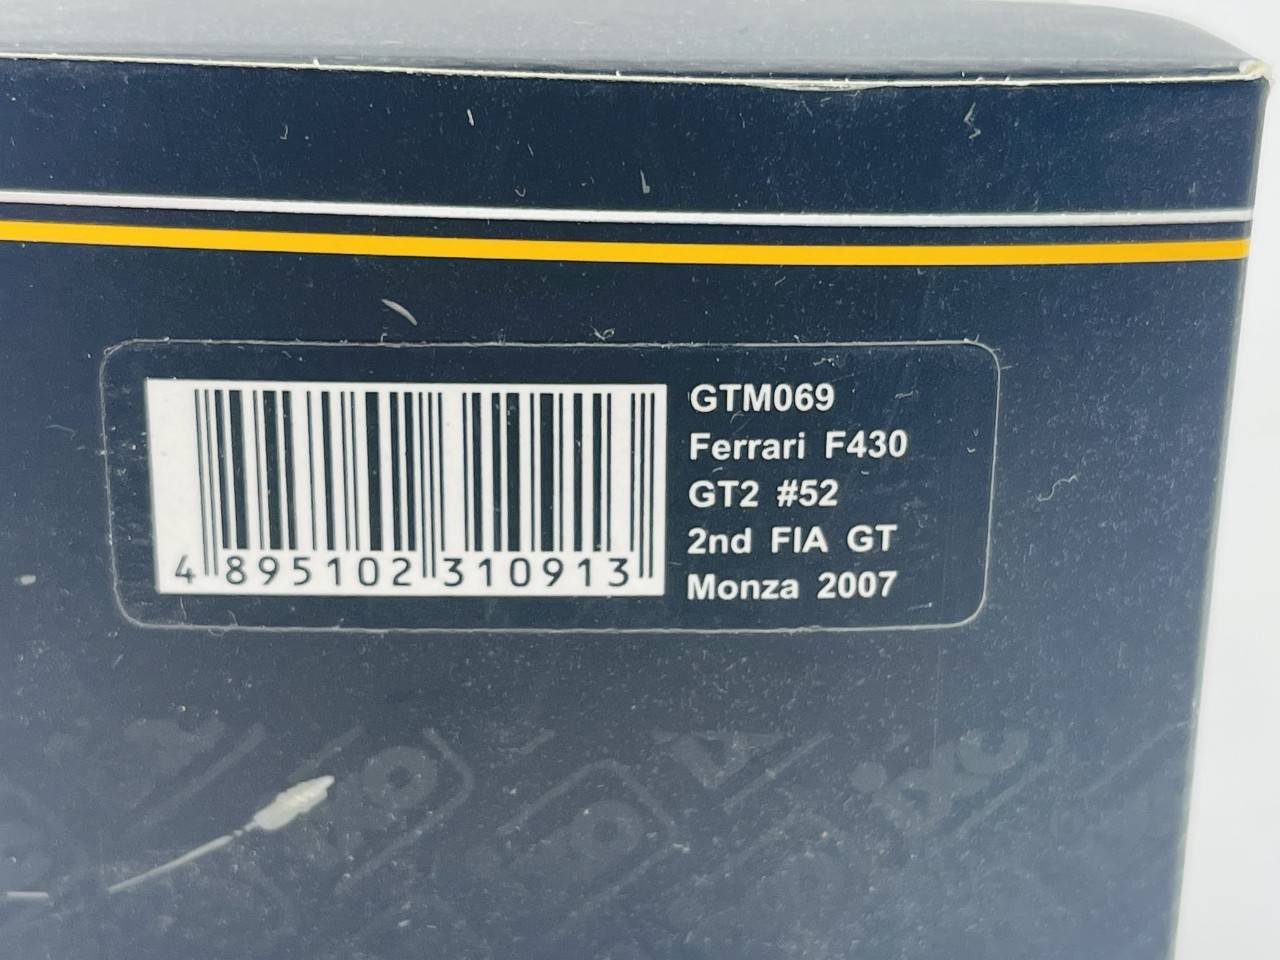 GTM069
Ferrari F430
GT2 #52
2nd FIA GT
Monza 2007
4 895102 310913